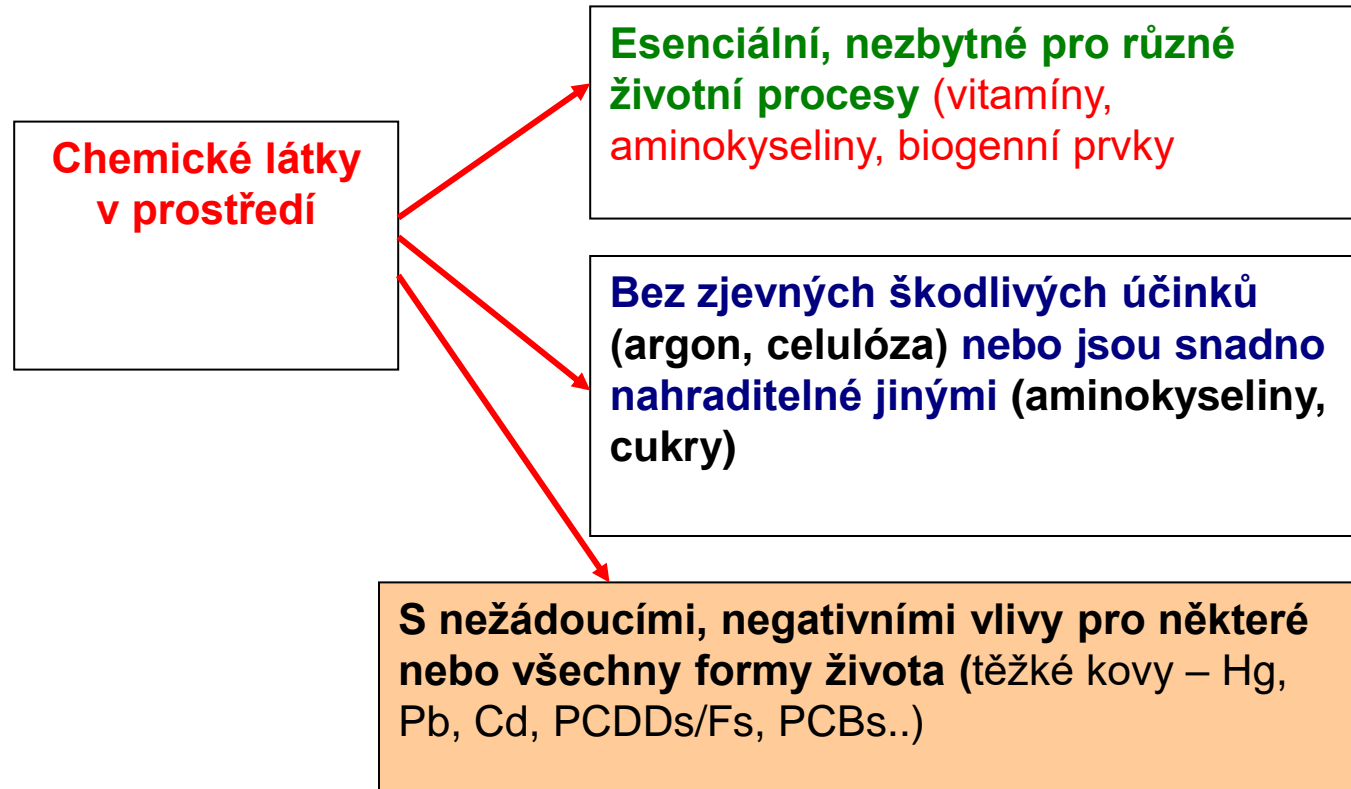 Chemické látky
v prostředí
Esenciální, nezbytné pro různé
životní procesy (vitamíny,
aminokyseliny, biogenní prvky
Bez zjevných škodlivých účinků
(argon, celulóza) nebo jsou snadno
nahraditelné jinými (aminokyseliny,
cukry)
S nežádoucími, negativními vlivy pro některé
nebo všechny formy života (těžké kovy – Hg,
Pb, Cd, PCDDs/Fs, PCBs..)